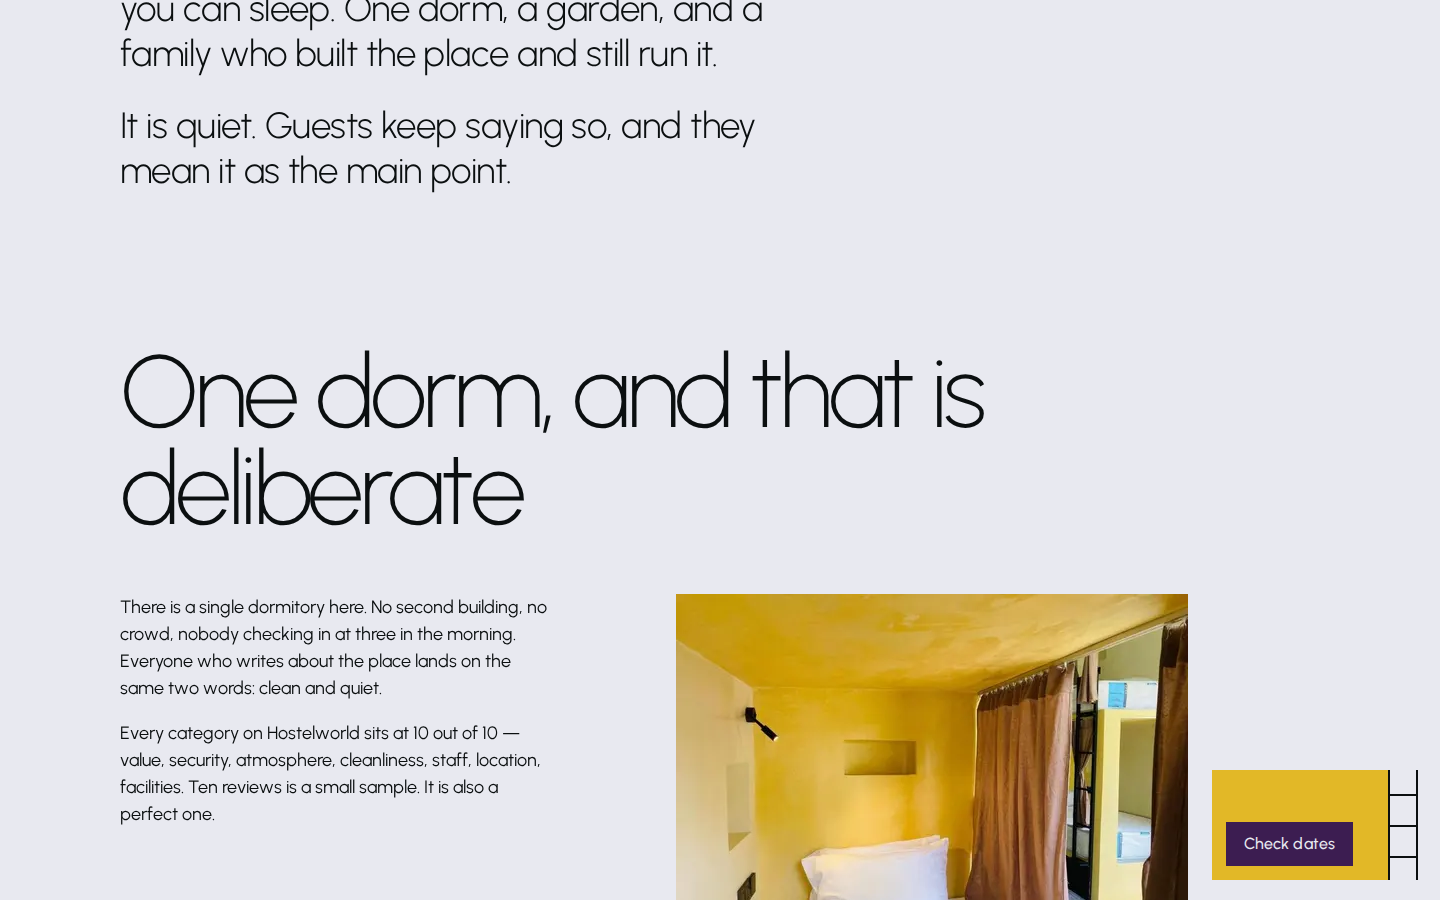 you can sleep. One dorm, a garden, and a
family who built the place and still run it.
It is quiet. Guests keep saying so, and they
mean it as the main point.
One dorm, and that is
deliberate
There is a single dormitory here. No second building, no
crowd, nobody checking in at three in the morning.
Everyone who writes about the place lands on the
same two words: clean and quiet.
Every category on Hostelworld sits at 10 out of 10 —
value, security, atmosphere, cleanliness, staff, location,
facilities. Ten reviews is a small sample. It is also a
perfect one.
Check dates